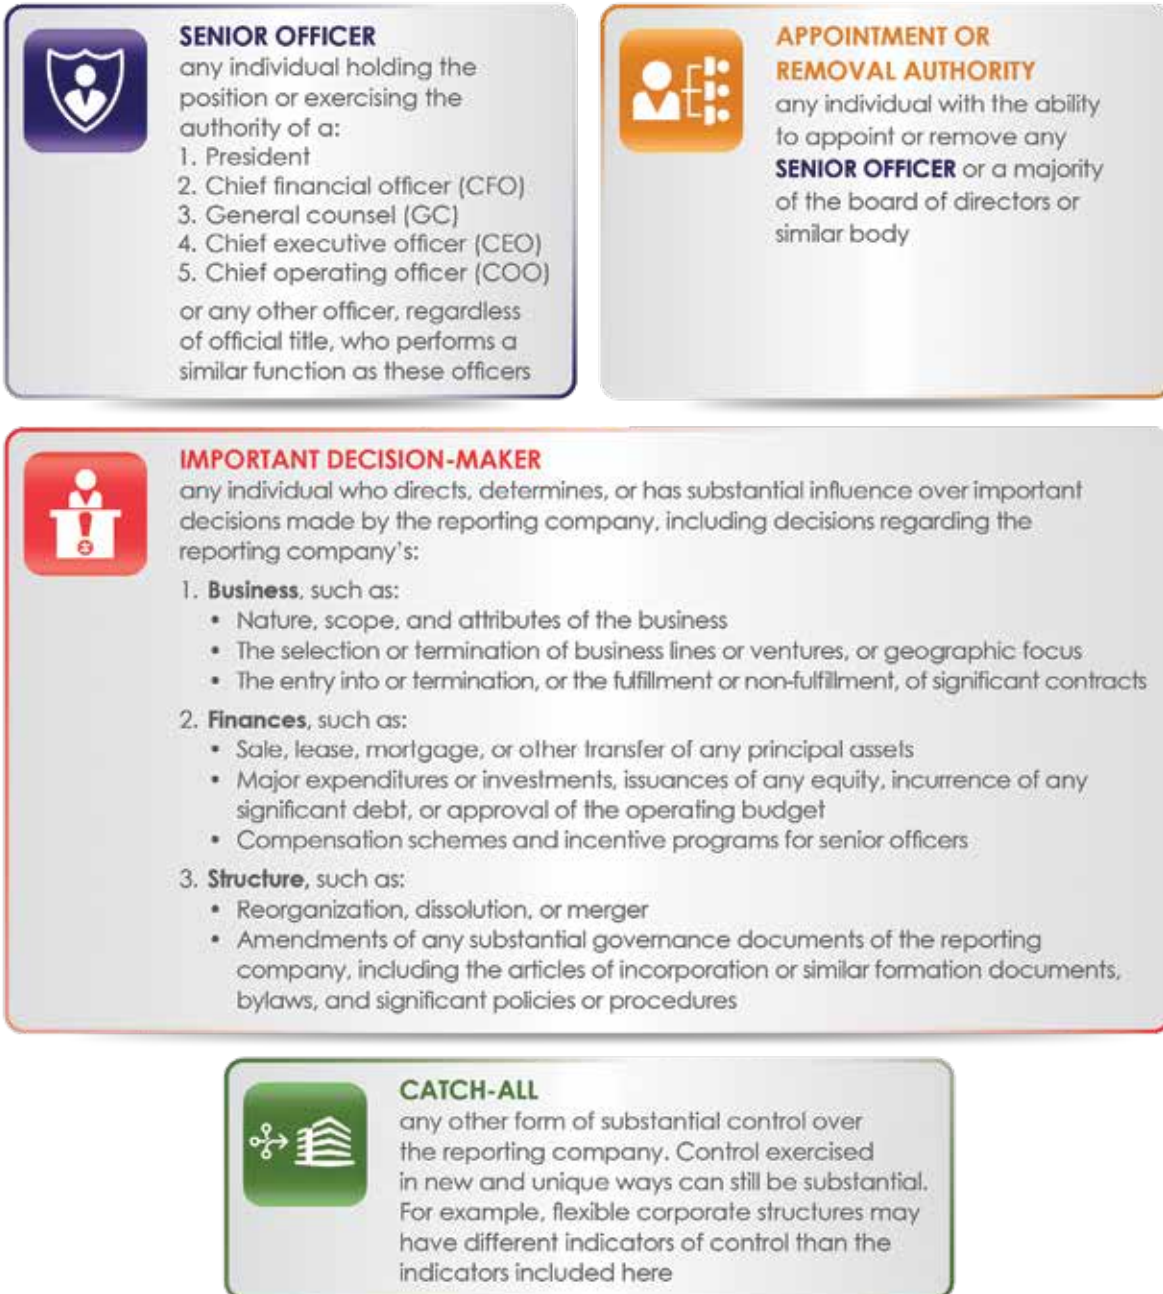 SENIOR OFFICER
any individual holding the
position or exercising the
authority of a:
1. President
2. Chief financial officer (CFO)
3. General counsel (GC)
4. Chief executive officer (CEO)
5. Chief operating officer (COO)
or any other officer, regardless
of official title, who performs a
similar function as these officers
APPOINTMENT OR
REMOVAL AUTHORITY
any individual with the ability
to appoint or remove any
SENIOR OFFICER or a majority
of the board of directors or
similar body
IMPORTANT DECISION-MAKER
any individual who directs, determines, or has substantial influence over important
decisions made by the reporting company, including decisions regarding the
reporting company's:
1. Business, such as:
• Nature, scope, and attributes of the business
• The selection or termination of business lines or ventures, or geographic focus
• The entry into or termination, or the fulfillment or non-fulfillment, of significant contracts
2. Finances, such as:
• Sale, lease, mortgage, or other transfer of any principal assets
• Major expenditures or investments, issuances of any equity, incurrence of any
significant debt, or approval of the operating budget
• Compensation schemes and incentive programs for senior officers
3. Structure, such as:
• Reorganization, dissolution, or merger
• Amendments of any substantial governance documents of the reporting
company, including the articles of incorporation or similar formation documents,
bylaws, and significant policies or procedures
CATCH-ALL
any other form of substantial control over
the reporting company. Control exercised
in new and unique ways can still be substantial.
For example, flexible corporate structures may
have different indicators of control than the
indicators included here